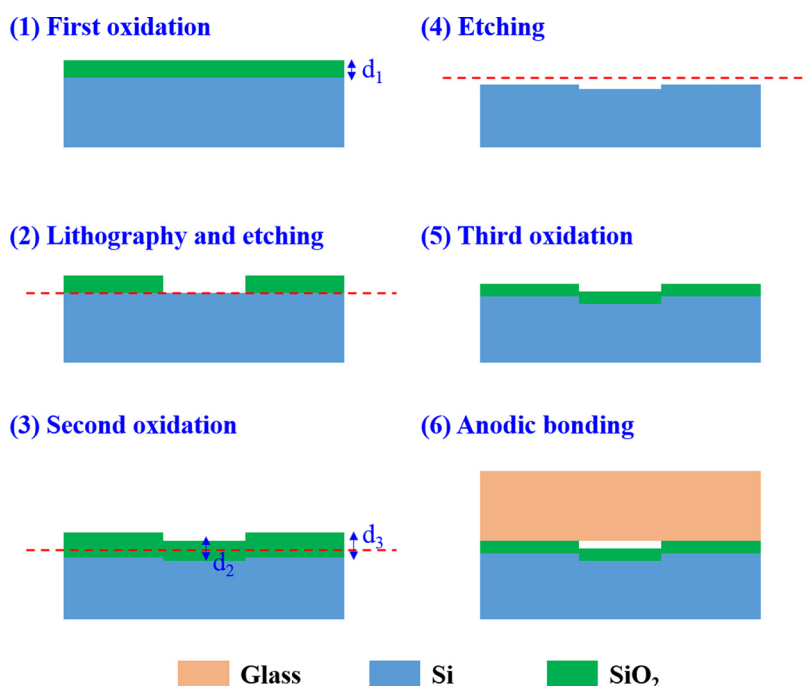 (1) First oxidation
d₁
(2) Lithography and etching
(3) Second oxidation
d₂
d₃
(4) Etching
(5) Third oxidation
(6) Anodic bonding
Glass
Si
SiO₂